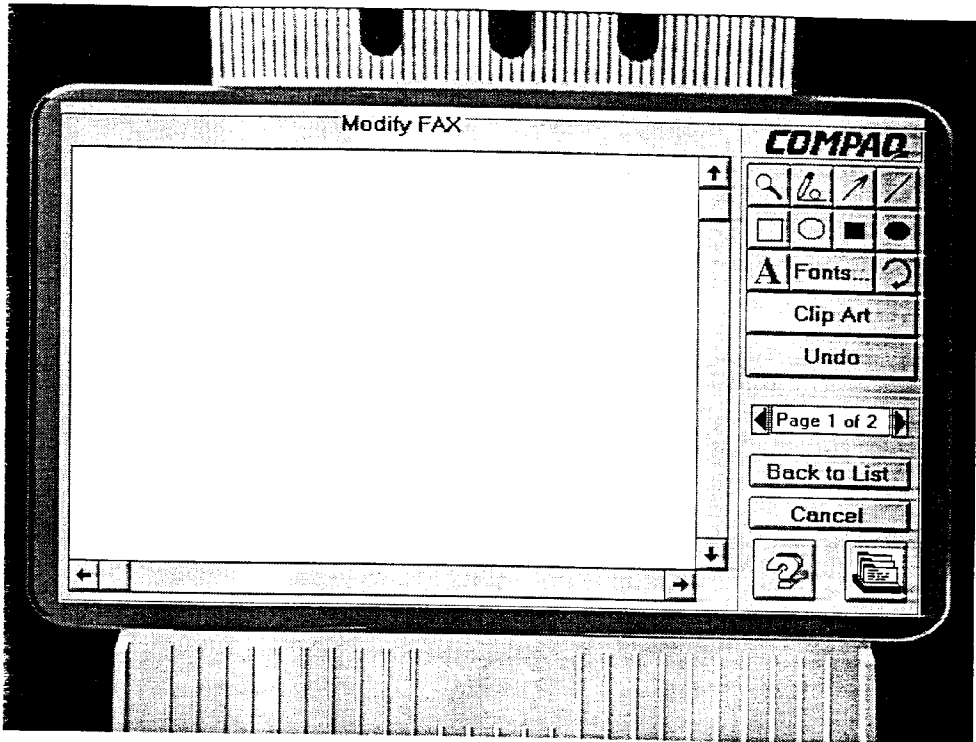 Modify FAX
COMPAQ
A Fonts...
Clip Art
Undo
Page 1 of 2
Back to List
Cancel